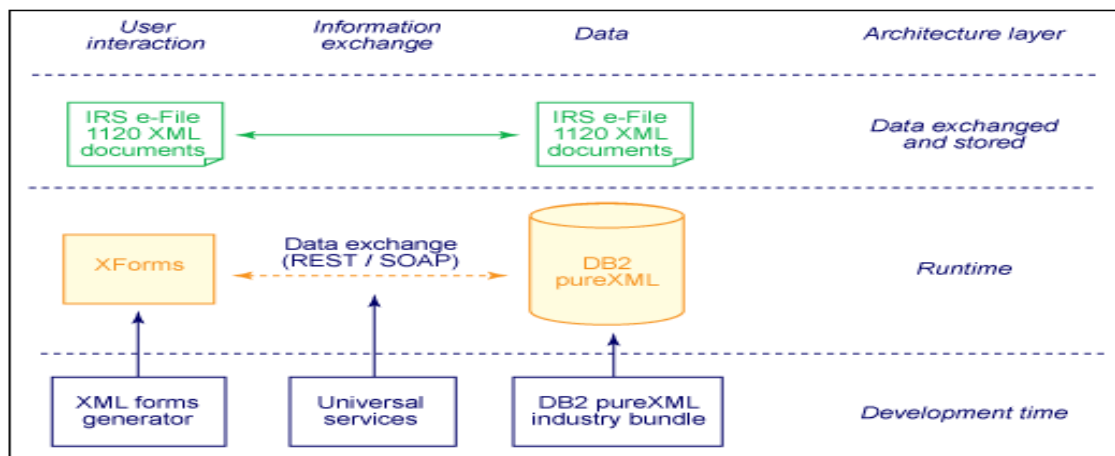 User
interaction
Information
exchange
Data
Architecture layer
IRS e-File
1120 XML
documents
IRS e-File
1120 XML
documents
Data exchanged
and stored
XForms
Data exchange
(REST / SOAP)
DB2
pureXML
Runtime
XML forms
generator
Universal
services
DB2 pureXML
industry bundle
Development time